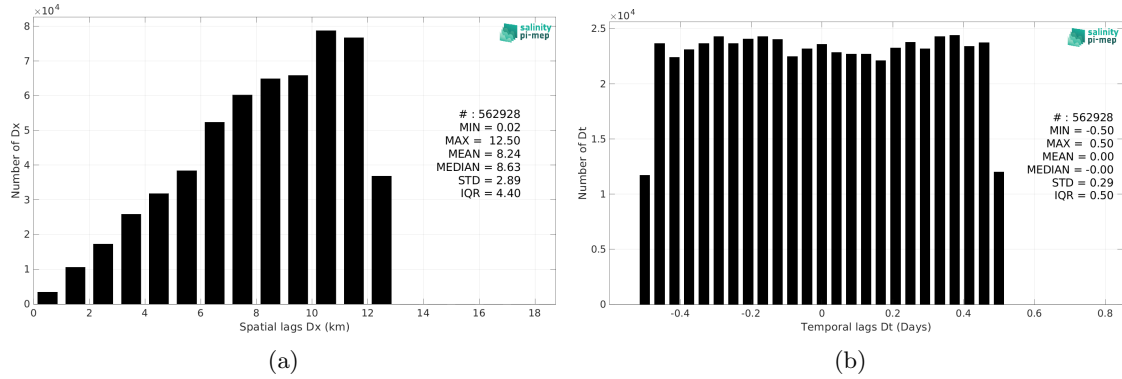 ×10⁴
8
7
6
5
4
3
2
1
0
Number of Dx
0 2 4 6 8 10 12 14 16 18
Spatial lags Dx (km)
salinity
pi-mep
# : 562928
MIN = 0.02
MAX = 12.50
MEAN = 8.24
MEDIAN = 8.63
STD = 2.89
IQR = 4.40
(a)
×10⁴
2.5
2
1.5
1
0.5
0
Number of Dt
-0.4 -0.2 0 0.2 0.4 0.6 0.8
Temporal lags Dt (Days)
salinity
pi-mep
# : 562928
MIN = -0.50
MAX = 0.50
MEAN = 0.00
MEDIAN = -0.00
STD = 0.29
IQR = 0.50
(b)